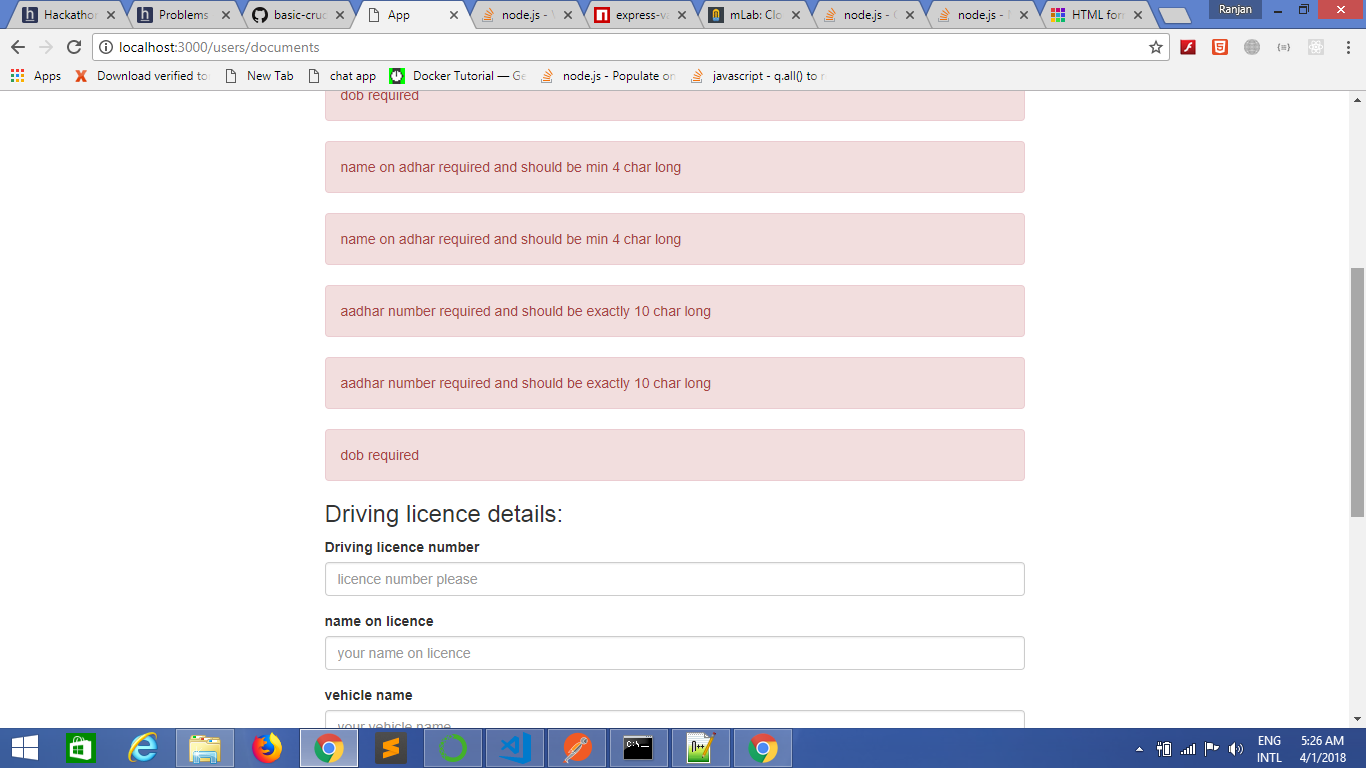 Ranjan
Hackathon
Problems
basic-crud
App
node.js - V
express-va
mLab: Clo
node.js - C
node.js -
HTML form
localhost:3000/users/documents
Apps
Download verified to
New Tab
chat app
Docker Tutorial — Ge
node.js - Populate on
javascript - q.all() to r
dob required
name on adhar required and should be min 4 char long
name on adhar required and should be min 4 char long
aadhar number required and should be exactly 10 char long
aadhar number required and should be exactly 10 char long
dob required
Driving licence details:
Driving licence number
licence number please
name on licence
your name on licence
vehicle name
your vehicle name
ENG
INTL
5:26 AM
4/1/2018